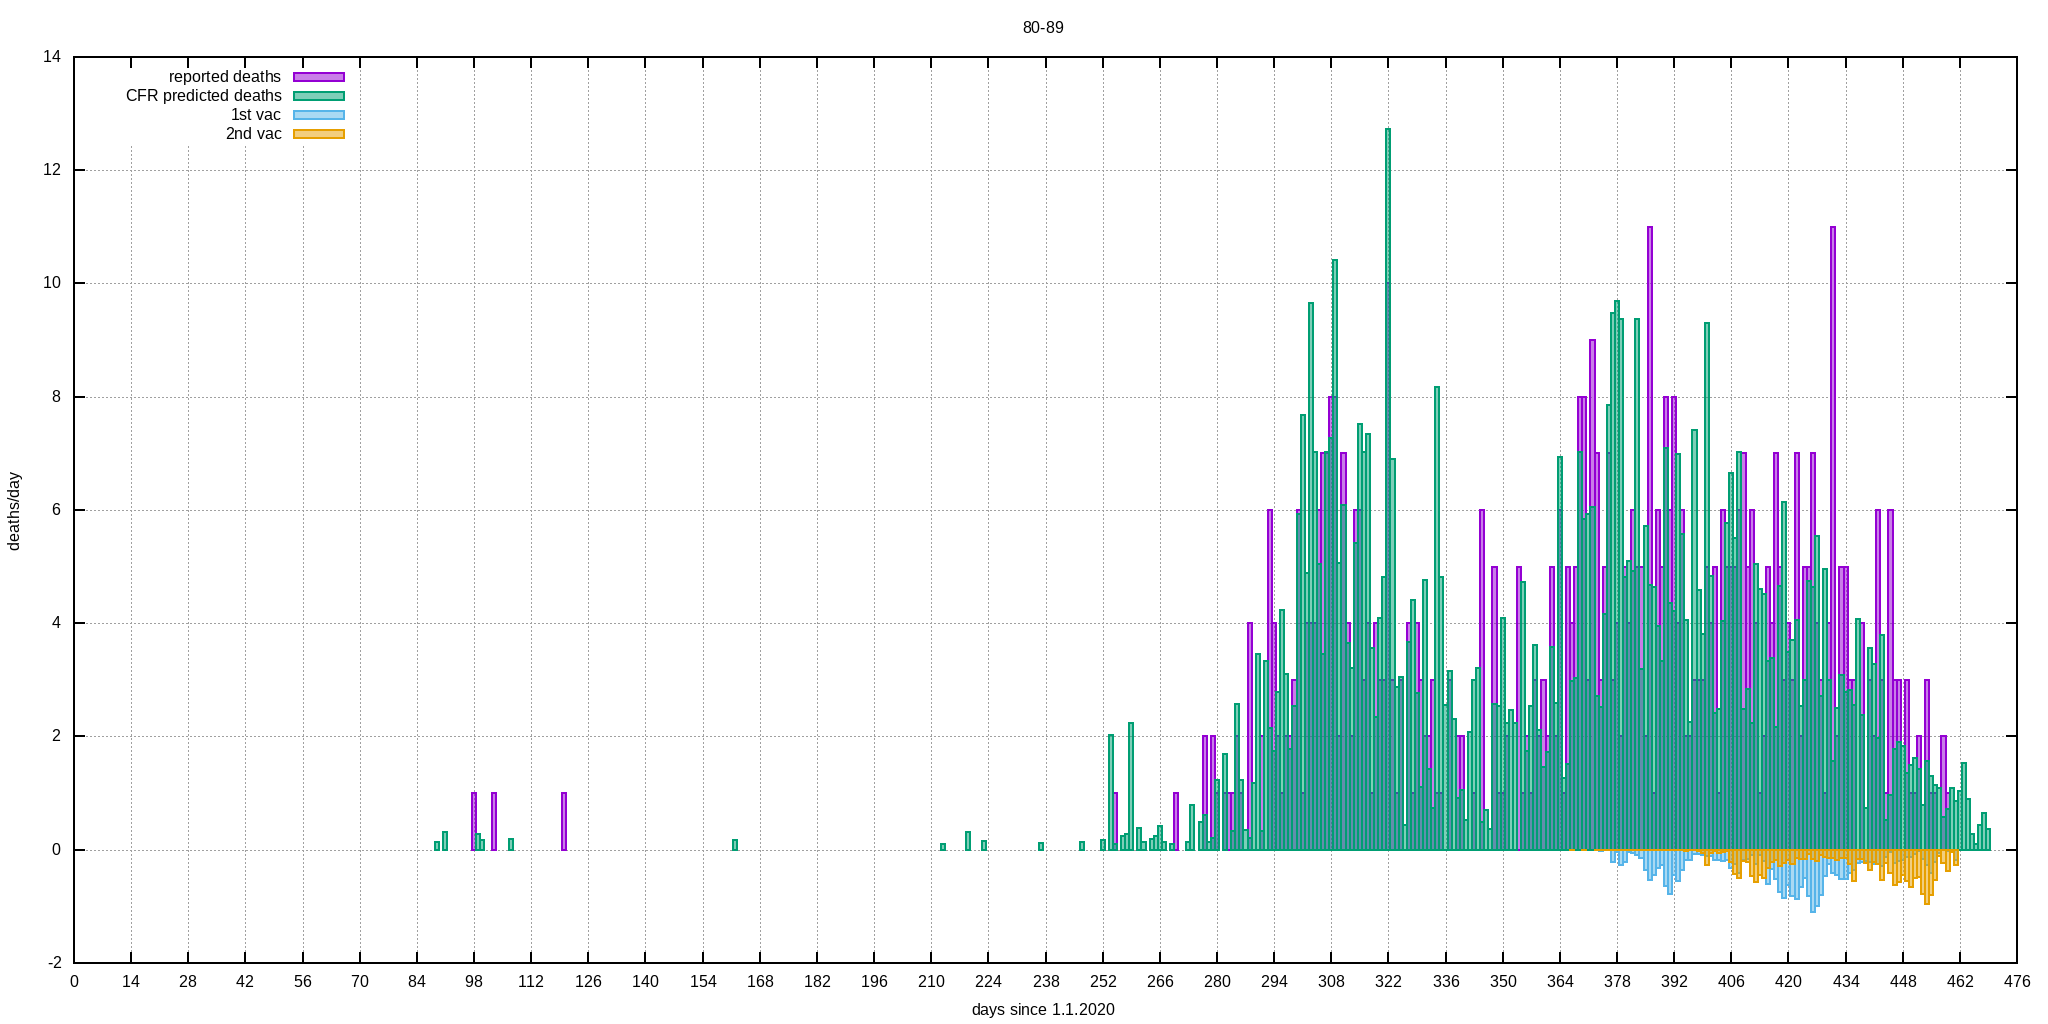 80-89
reported deaths
CFR predicted deaths
1st vac
2nd vac
14
12
10
8
6
4
2
0
-2
deaths/day
0 14 28 42 56 70 84 98 112 126 140 154 168 182 196 210 224 238 252 266 280 294 308 322 336 350 364 378 392 406 420 434 448 462 476
days since 1.1.2020